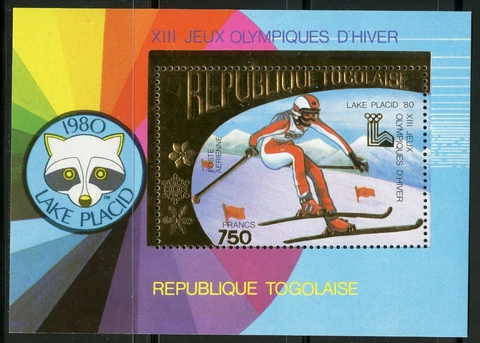 XIII JEUX OLYMPIQUES D'HIVER
REPUBLIQUE TOGOLAISE
LAKE PLACID '80
XIII JEUX
OLYMPIQUES D'HIVER
POSTE
AERIENNE
1980
LAKE PLACID
TM
FRANCS
750
REPUBLIQUE TOGOLAISE